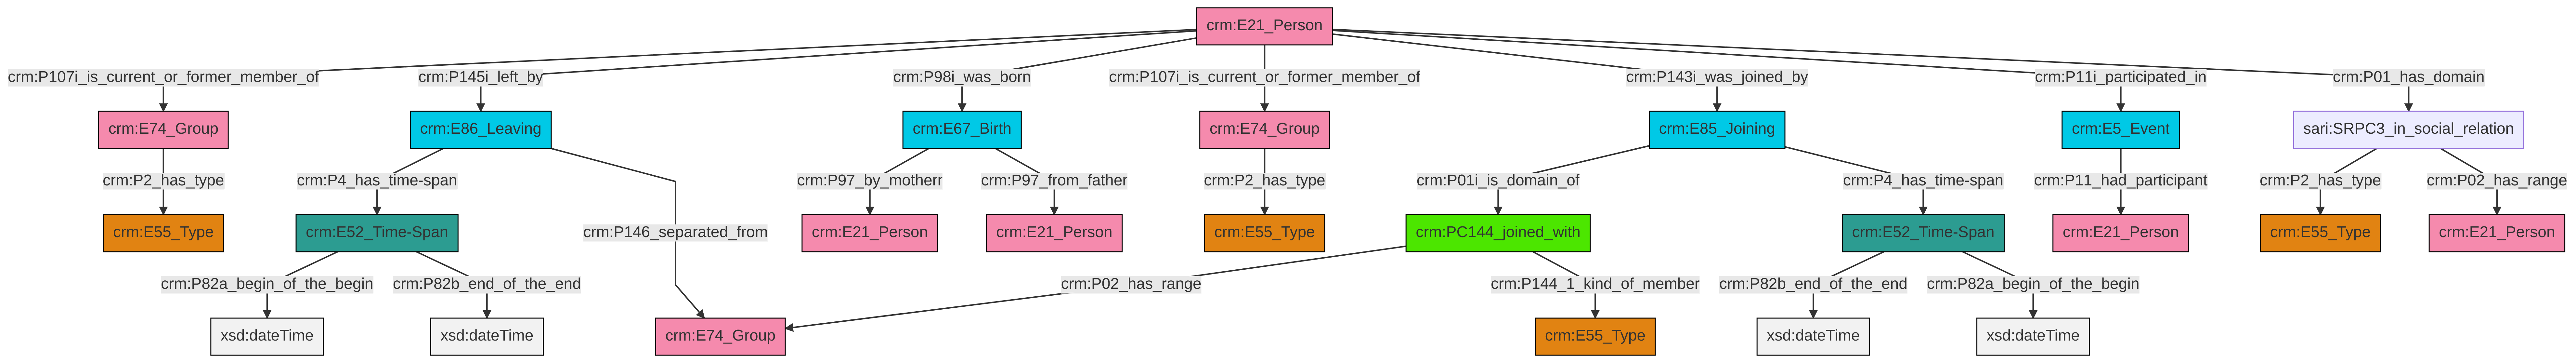 crm:E21_Person
crm:P107i_is_current_or_former_member_of
crm:P145i_left_by
crm:P98i_was_born
crm:P107i_is_current_or_former_member_of
crm:P143i_was_joined_by
crm:P11i_participated_in
crm:P01_has_domain
crm:E74_Group
crm:E86_Leaving
crm:E67_Birth
crm:E74_Group
crm:E85_Joining
crm:E5_Event
sari:SRPC3_in_social_relation
crm:P2_has_type
crm:P4_has_time-span
crm:P97_by_motherr
crm:P97_from_father
crm:P2_has_type
crm:P01i_is_domain_of
crm:P4_has_time-span
crm:P11_had_participant
crm:P2_has_type
crm:P02_has_range
crm:E55_Type
crm:E52_Time-Span
crm:P146_separated_from
crm:E21_Person
crm:E21_Person
crm:E55_Type
crm:PC144_joined_with
crm:E52_Time-Span
crm:E21_Person
crm:E55_Type
crm:E21_Person
crm:P82a_begin_of_the_begin
crm:P82b_end_of_the_end
crm:P02_has_range
crm:P144_1_kind_of_member
crm:P82b_end_of_the_end
crm:P82a_begin_of_the_begin
xsd:dateTime
xsd:dateTime
crm:E74_Group
crm:E55_Type
xsd:dateTime
xsd:dateTime